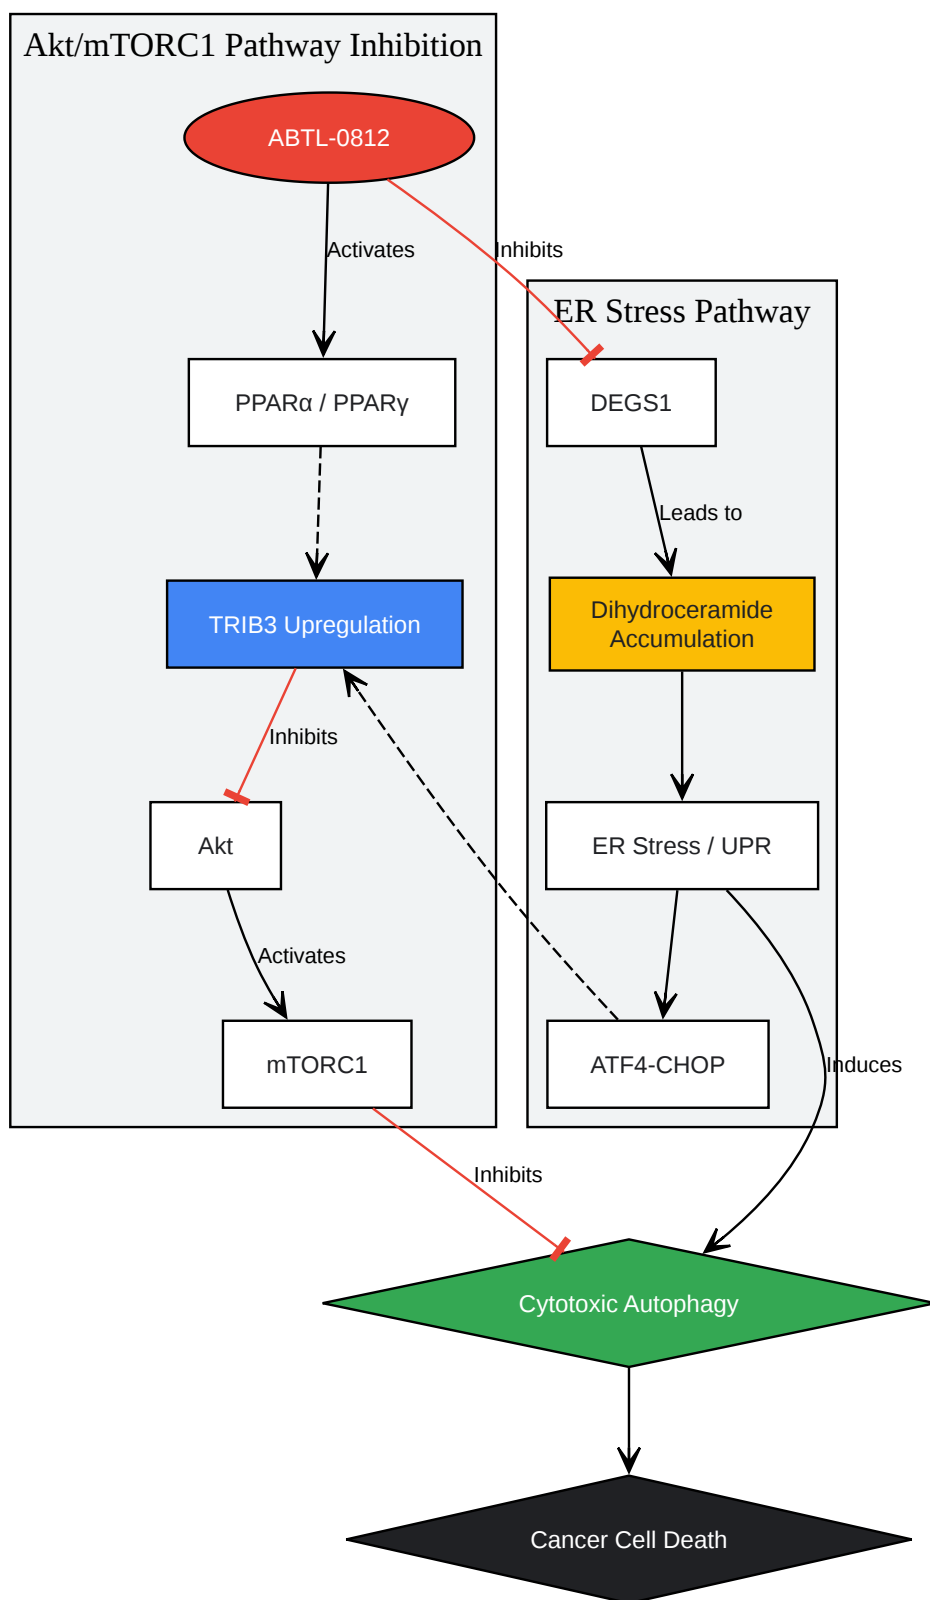 Akt/mTORC1 Pathway Inhibition
ABTL-0812
Activates
Inhibits
ER Stress Pathway
PPARα / PPARγ
DEGS1
Leads to
TRIB3 Upregulation
Dihydroceramide
Accumulation
Inhibits
Akt
ER Stress / UPR
Activates
mTORC1
ATF4-CHOP
Induces
Inhibits
Cytotoxic Autophagy
Cancer Cell Death